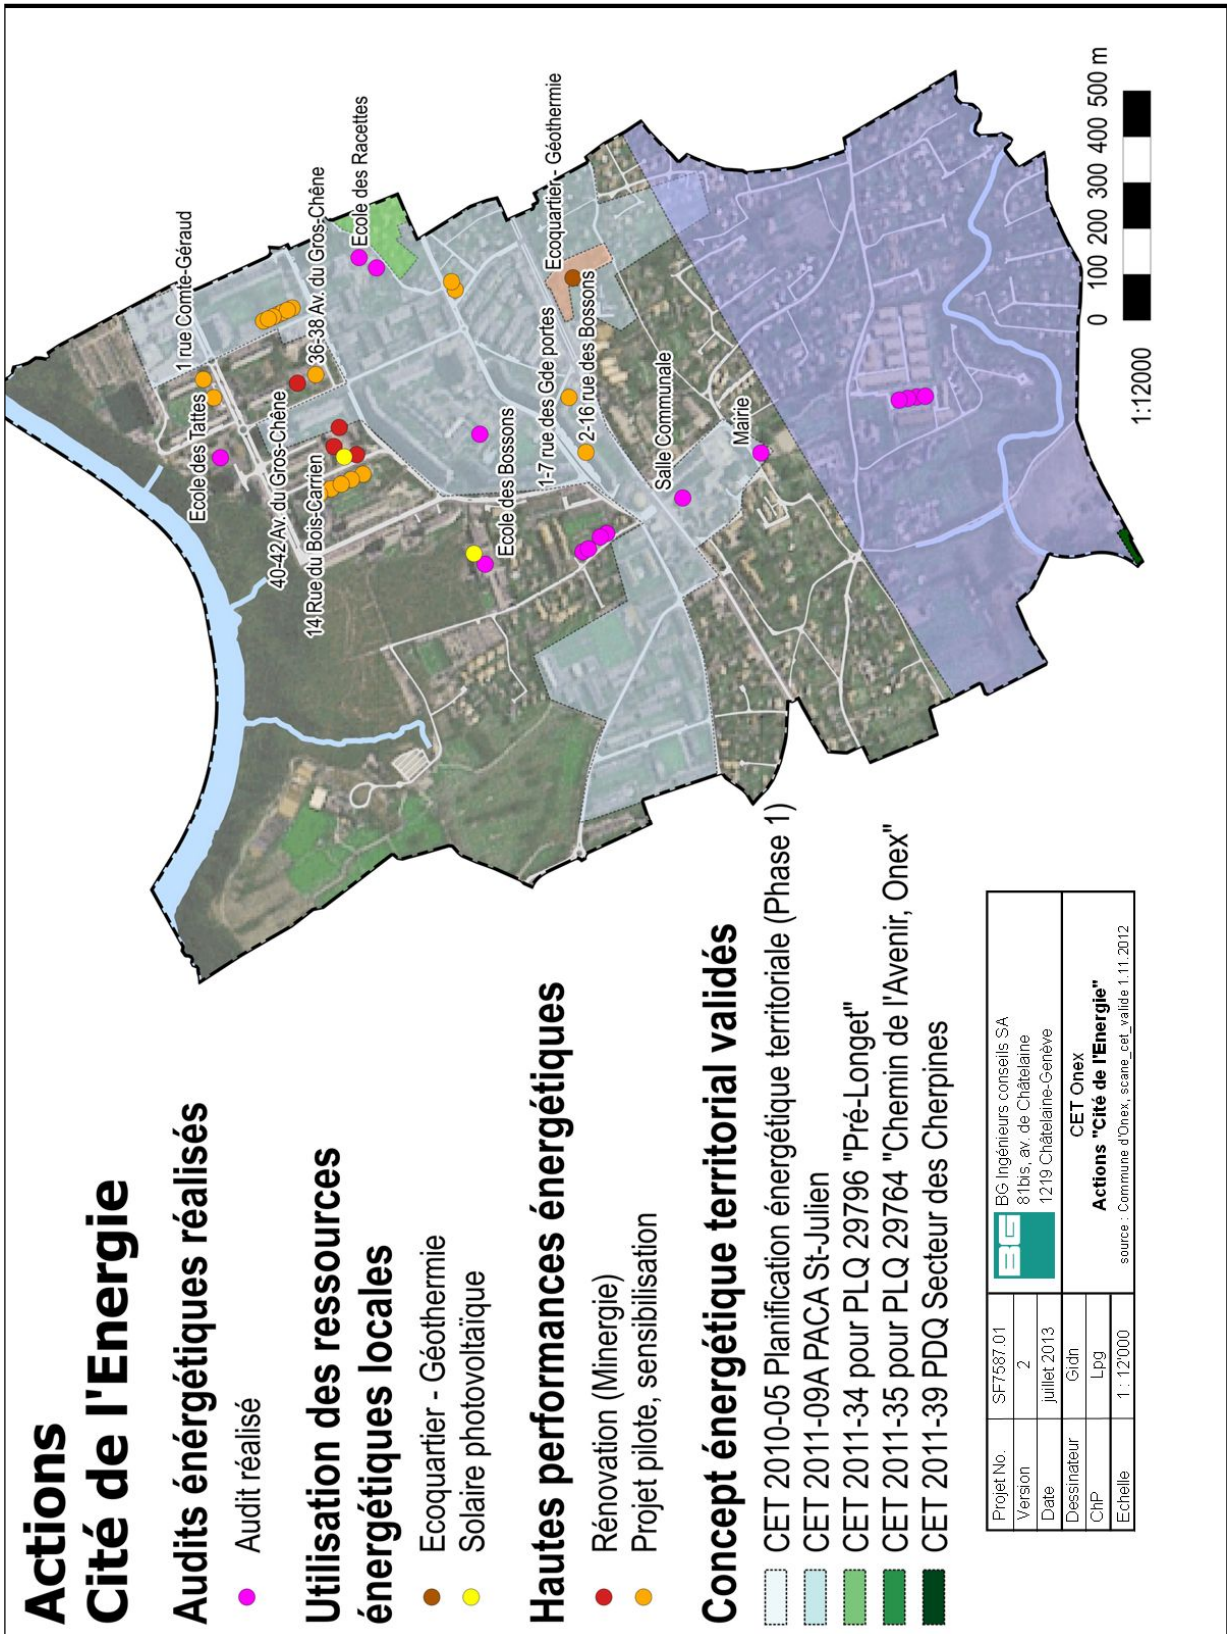 Actions
Cité de l'Energie
Audits énérgétiques réalisés
Audit réalisé
Utilisation des ressources
énergétiques locales
Ecoquartier - Géothermie
Solaire photovoltaïque
Hautes performances énergétiques
Rénovation (Minergie)
Projet pilote, sensibilisation
Concept énergétique territorial validés
CET 2010-05 Planification énergétique territoriale (Phase 1)
CET 2011-09A PACA St-Julien
CET 2011-34 pour PLQ 29796 "Pré-Longet"
CET 2011-35 pour PLQ 29764 "Chemin de l'Avenir, Onex"
CET 2011-39 PDQ Secteur des Cherpines
Projet No. SF7587.01
Version 2
Date juillet 2013
Dessinateur Gidn
ChP Lpg
Echelle 1 : 12'000
BG
BG Ingénieurs conseils SA
81bis, av. de Châtelaine
1219 Châtelaine-Genève
CET Onex
Actions "Cité de l'Energie"
source : Commune d'Onex, scane_cet_valide 1.11.2012
Ecole des Tattes
1 rue Comte-Géraud
40-42 Av. du Gros-Chêne
36-38 Av. du Gros-Chêne
14 Rue du Bois-Carrien
Ecole des Racettes
Ecole des Bossons
1-7 rue des Gde portes
Ecoquartier - Géothermie
2-16 rue des Bossons
Salle Communale
Mairie
0 100 200 300 400 500 m
1:12000